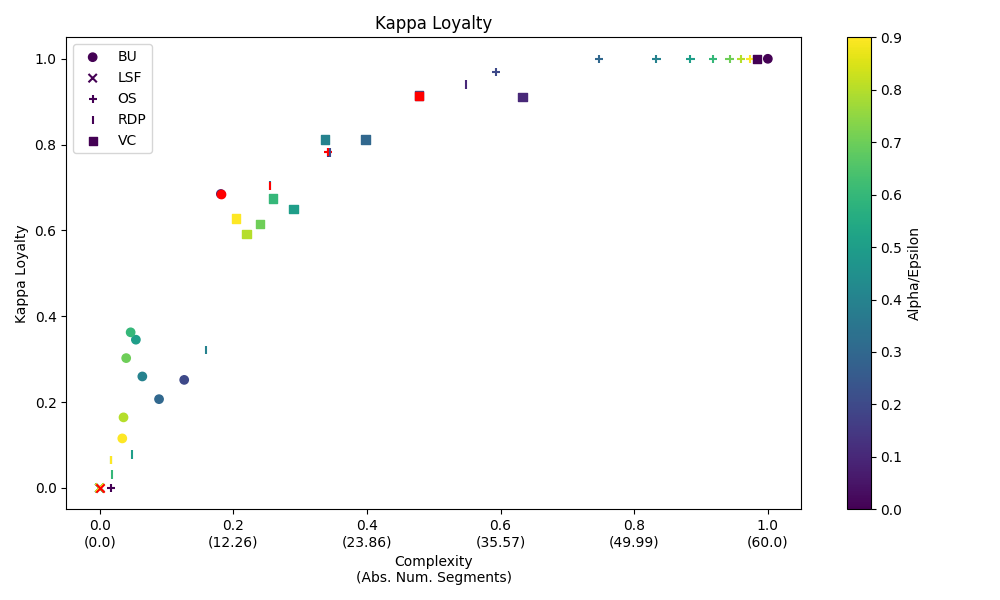 Kappa Loyalty
BU
LSF
OS
RDP
VC
Kappa Loyalty
1.0
0.8
0.6
0.4
0.2
0.0
0.0 0.2 0.4 0.6 0.8 1.0
(0.0) (12.26) (23.86) (35.57) (49.99) (60.0)
Complexity
(Abs. Num. Segments)
0.9
0.8
0.7
0.6
0.5
0.4
0.3
0.2
0.1
0.0
Alpha/Epsilon